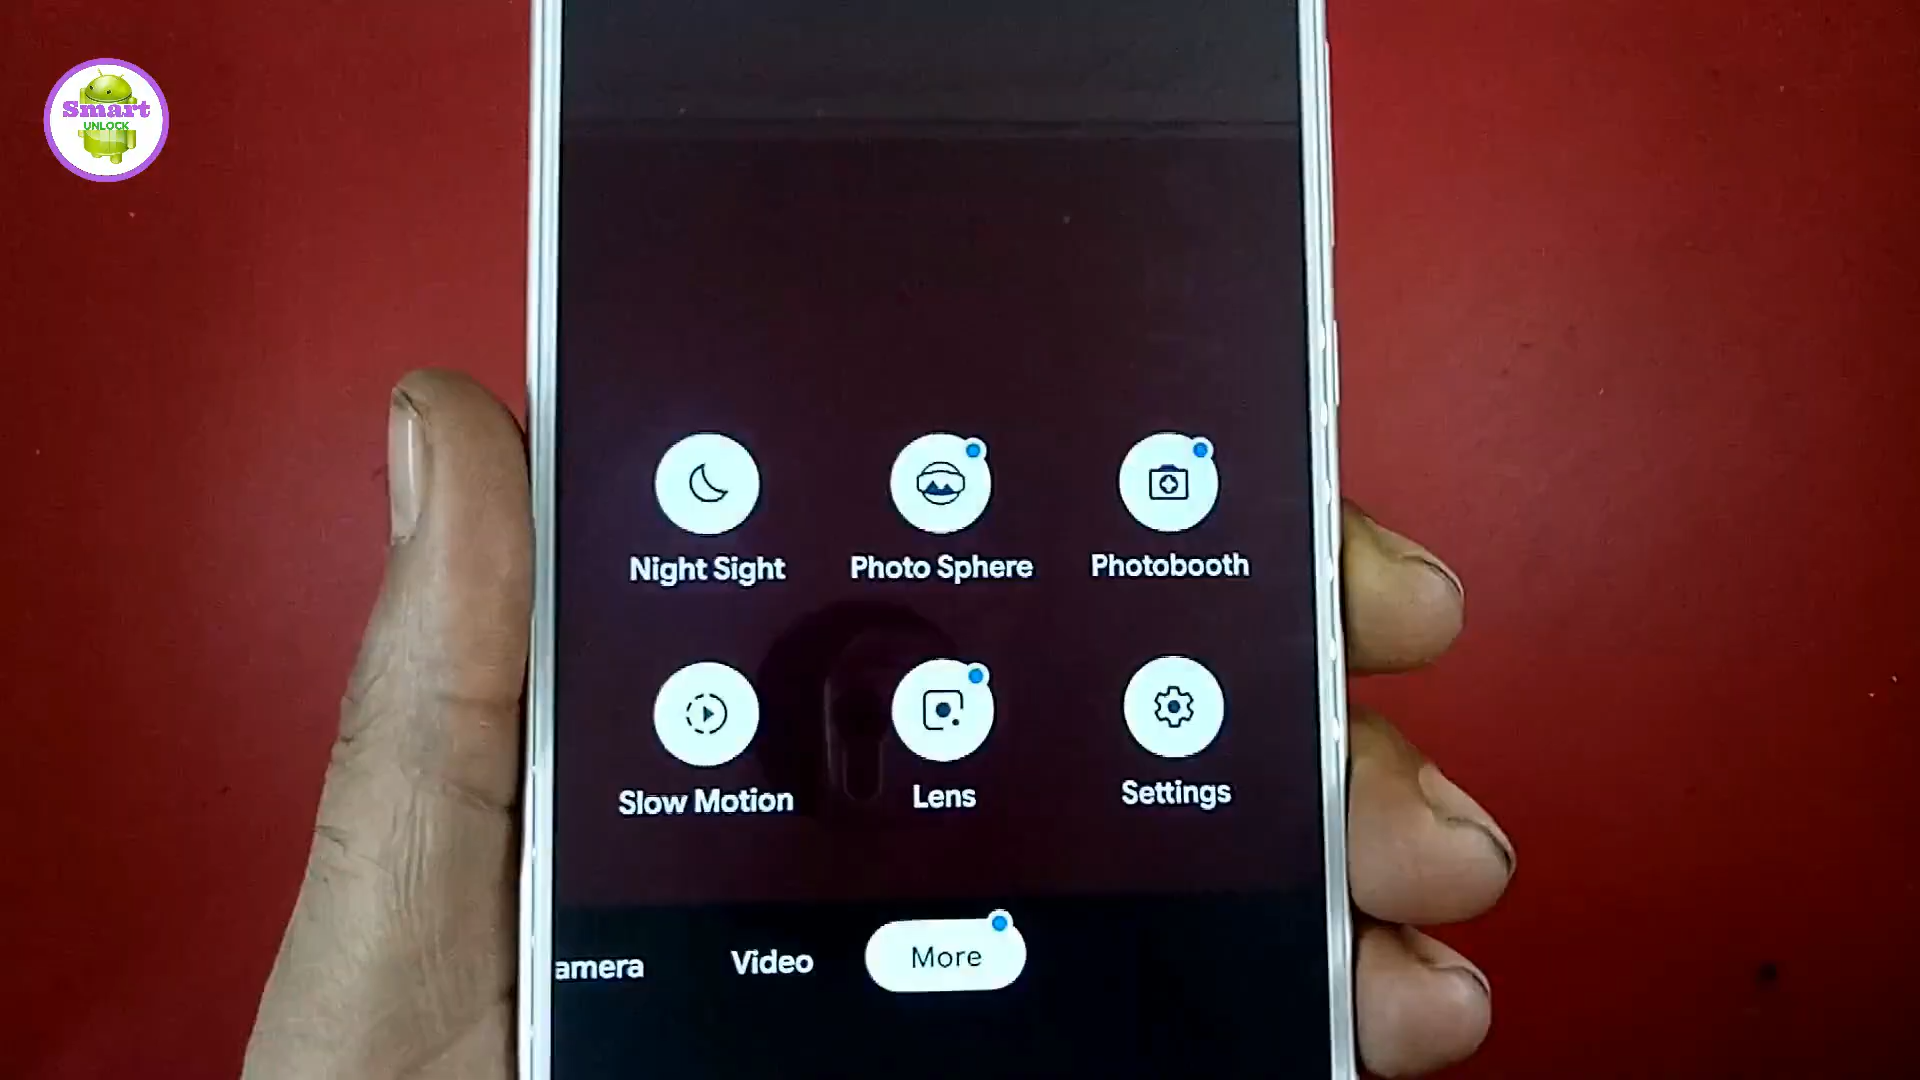 Smart
UNLOCK
Night Sight
Photo Sphere
Photobooth
Slow Motion
Lens
Settings
amera
Video
More